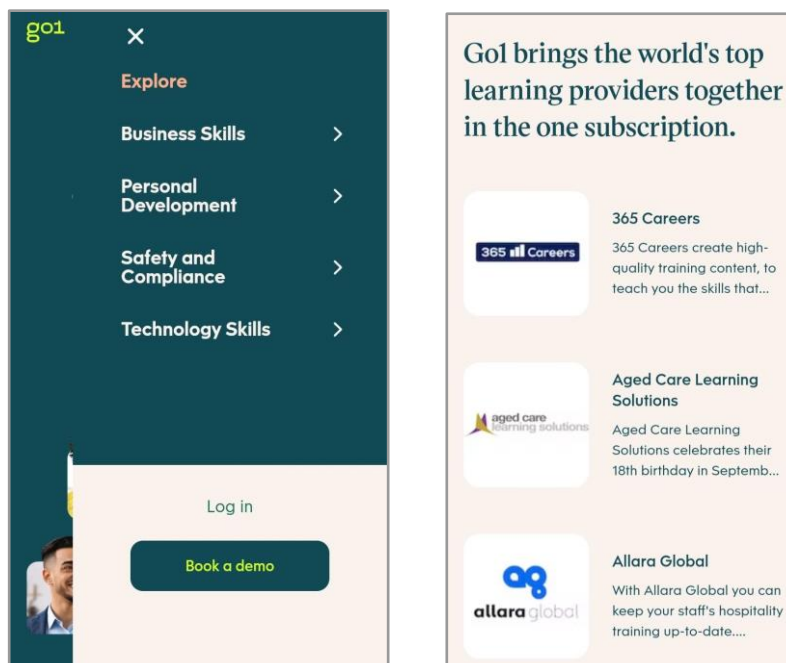 go1
Explore
Business Skills
Personal
Development
Safety and
Compliance
Technology Skills
Log in
Book a demo
Go1 brings the world's top
learning providers together
in the one subscription.
365 Careers
365 Careers
365 Careers create high-
quality training content, to
teach you the skills that...
aged care
learning solutions
Aged Care Learning
Solutions
Aged Care Learning
Solutions celebrates their
18th birthday in Septemb...
allara global
Allara Global
With Allara Global you can
keep your staff's hospitality
training up-to-date....